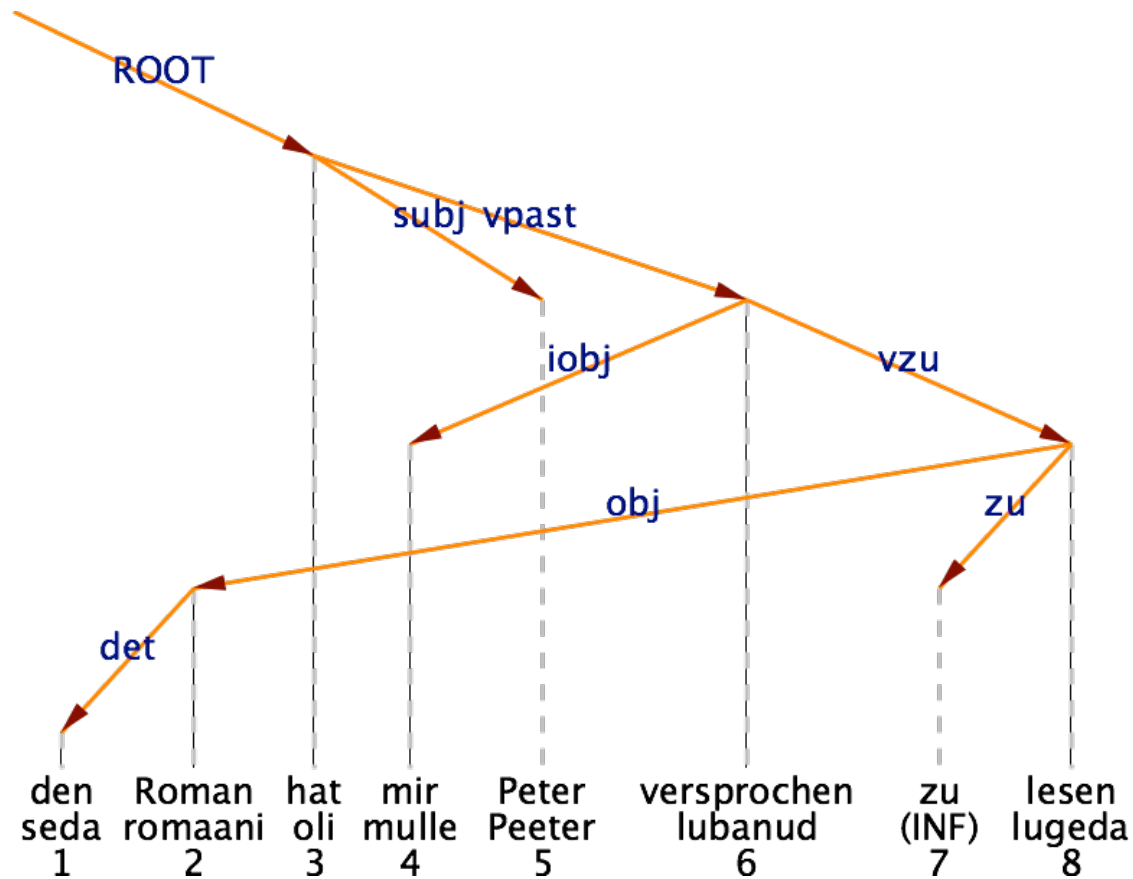 ROOT
subj vpast
iobj vzu
obj zu
det
den Roman hat mir Peter versprochen zu lesen
seda romaani oli mulle Peeter lubanud (INF) lugeda
1 2 3 4 5 6 7 8